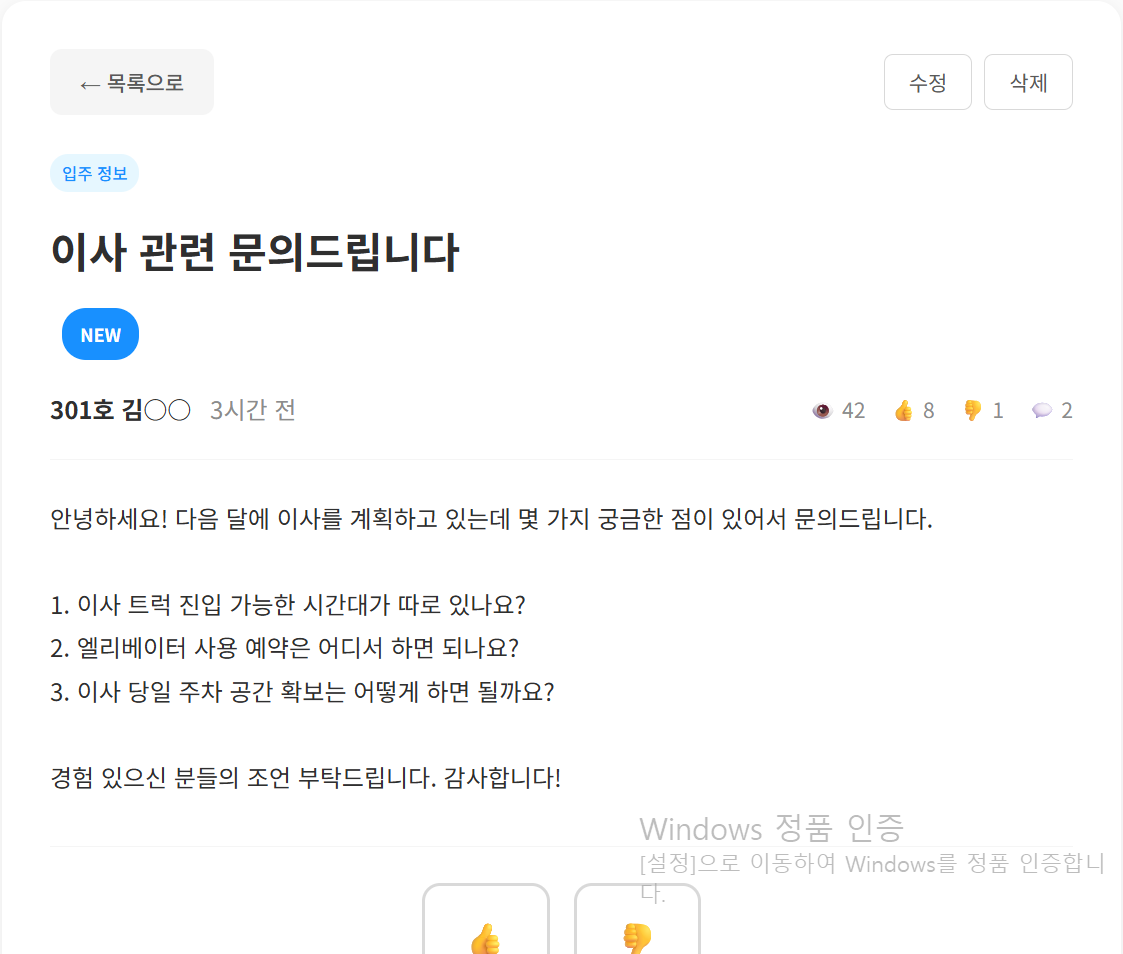 ← 목록으로
수정
삭제
입주 정보
이사 관련 문의드립니다
NEW
301호 김○○ 3시간 전
42 8 1 2
안녕하세요! 다음 달에 이사를 계획하고 있는데 몇 가지 궁금한 점이 있어서 문의드립니다.
1. 이사 트럭 진입 가능한 시간대가 따로 있나요?
2. 엘리베이터 사용 예약은 어디서 하면 되나요?
3. 이사 당일 주차 공간 확보는 어떻게 하면 될까요?
경험 있으신 분들의 조언 부탁드립니다. 감사합니다!
Windows 정품 인증
[설정]으로 이동하여 Windows를 정품 인증합니
다.